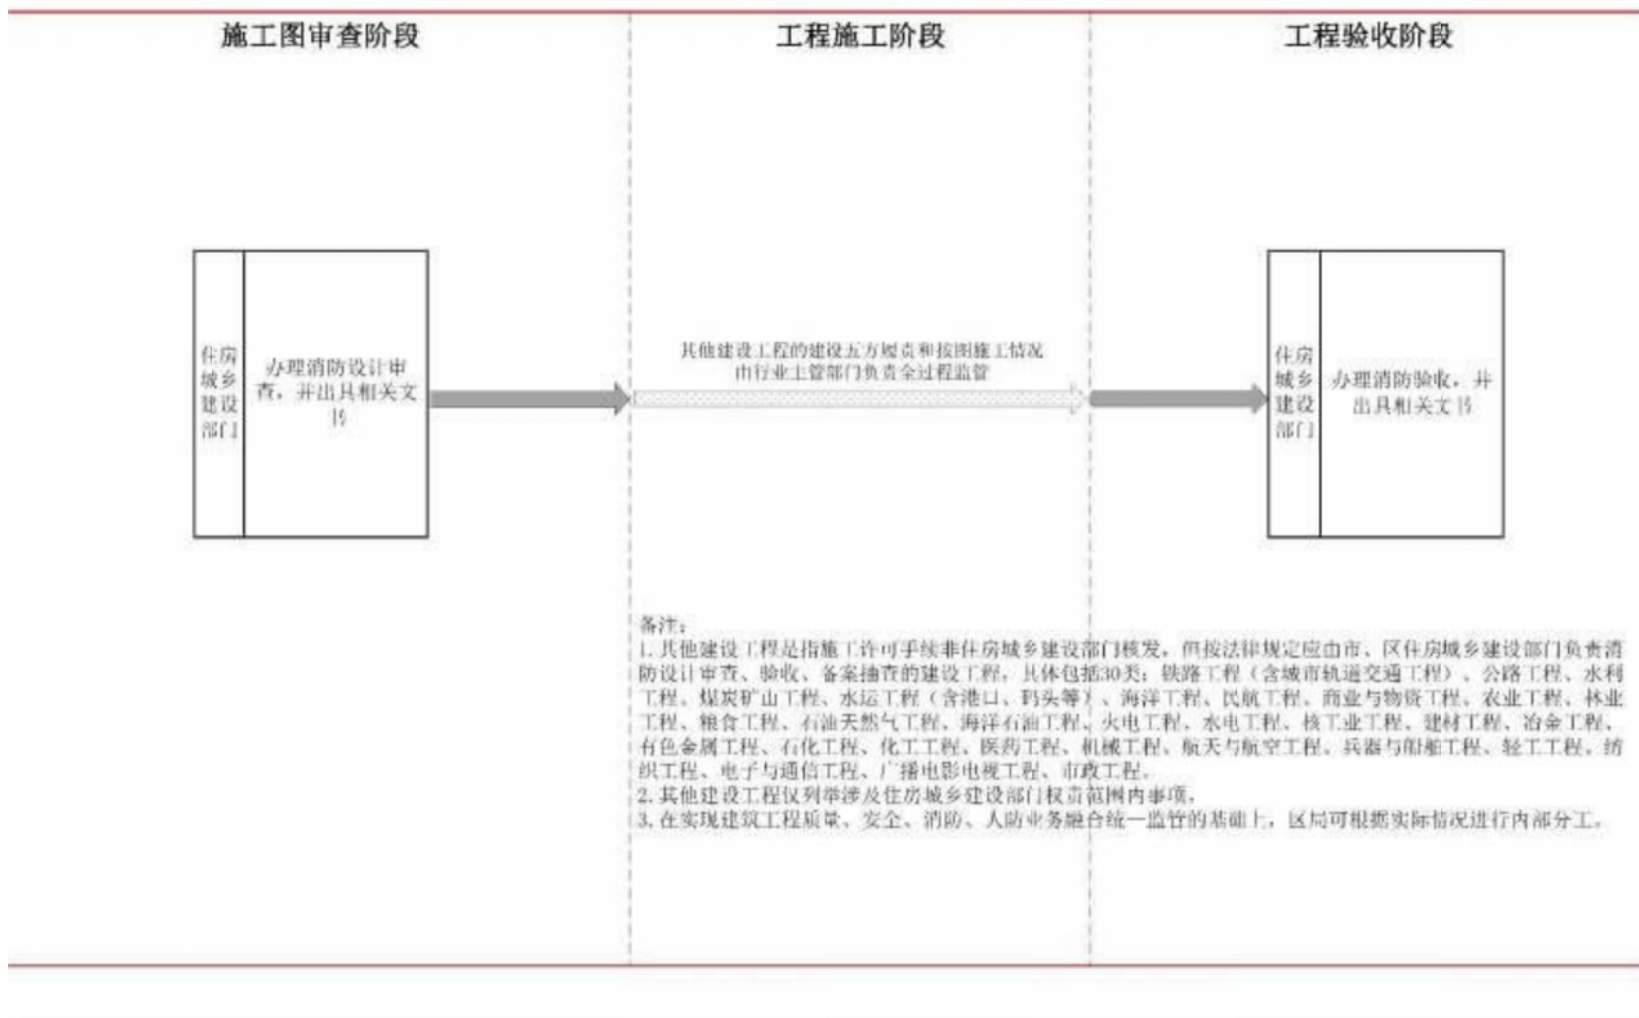 施工图审查阶段
工程施工阶段
工程验收阶段
住房
城乡
建设
部门
办理消防设计审
查，并出具相关文
书
其他建设工程的建设五方履责和按图施工情况
由行业主管部门负责全过程监管
住房
城乡
建设
部门
办理消防验收，并
出具相关文书
备注：
1.其他建设工程是指施工许可手续非住房城乡建设部门核发，但按法律规定应由市、区住房城乡建设部门负责消
防设计审查、验收、备案抽查的建设工程，具体包括30类：铁路工程（含城市轨道交通工程）、公路工程、水利
工程、煤炭矿山工程、水运工程（含港口、码头等）、海洋工程、民航工程、商业与物资工程、农业工程、林业
工程、粮食工程、石油天然气工程、海洋石油工程、火电工程、水电工程、核工业工程、建材工程、冶金工程、
有色金属工程、石化工程、化工工程、医药工程、机械工程、航天与航空工程、兵器与船舶工程、轻工工程、纺
织工程、电子与通信工程、广播电影电视工程、市政工程。
2.其他建设工程仅列举涉及住房城乡建设部门权责范围内事项。
3.在实现建筑工程质量、安全、消防、人防业务融合统一监管的基础上，区局可根据实际情况进行内部分工。